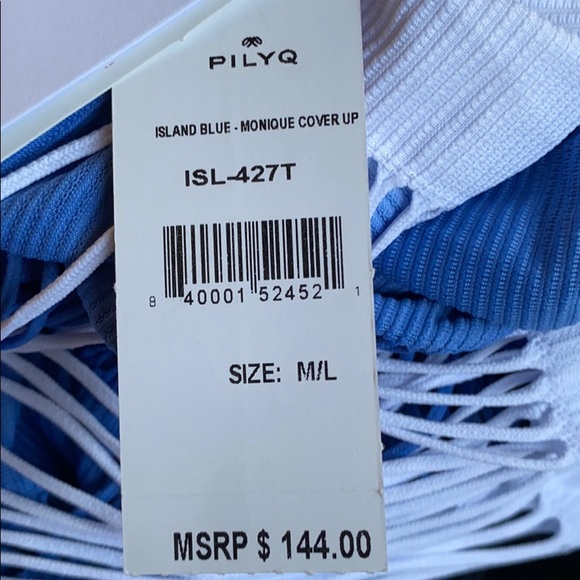 PILYQ
ISLAND BLUE - MONIQUE COVER UP
ISL-427T
8 40001 52452 1
SIZE: M/L
MSRP $ 144.00